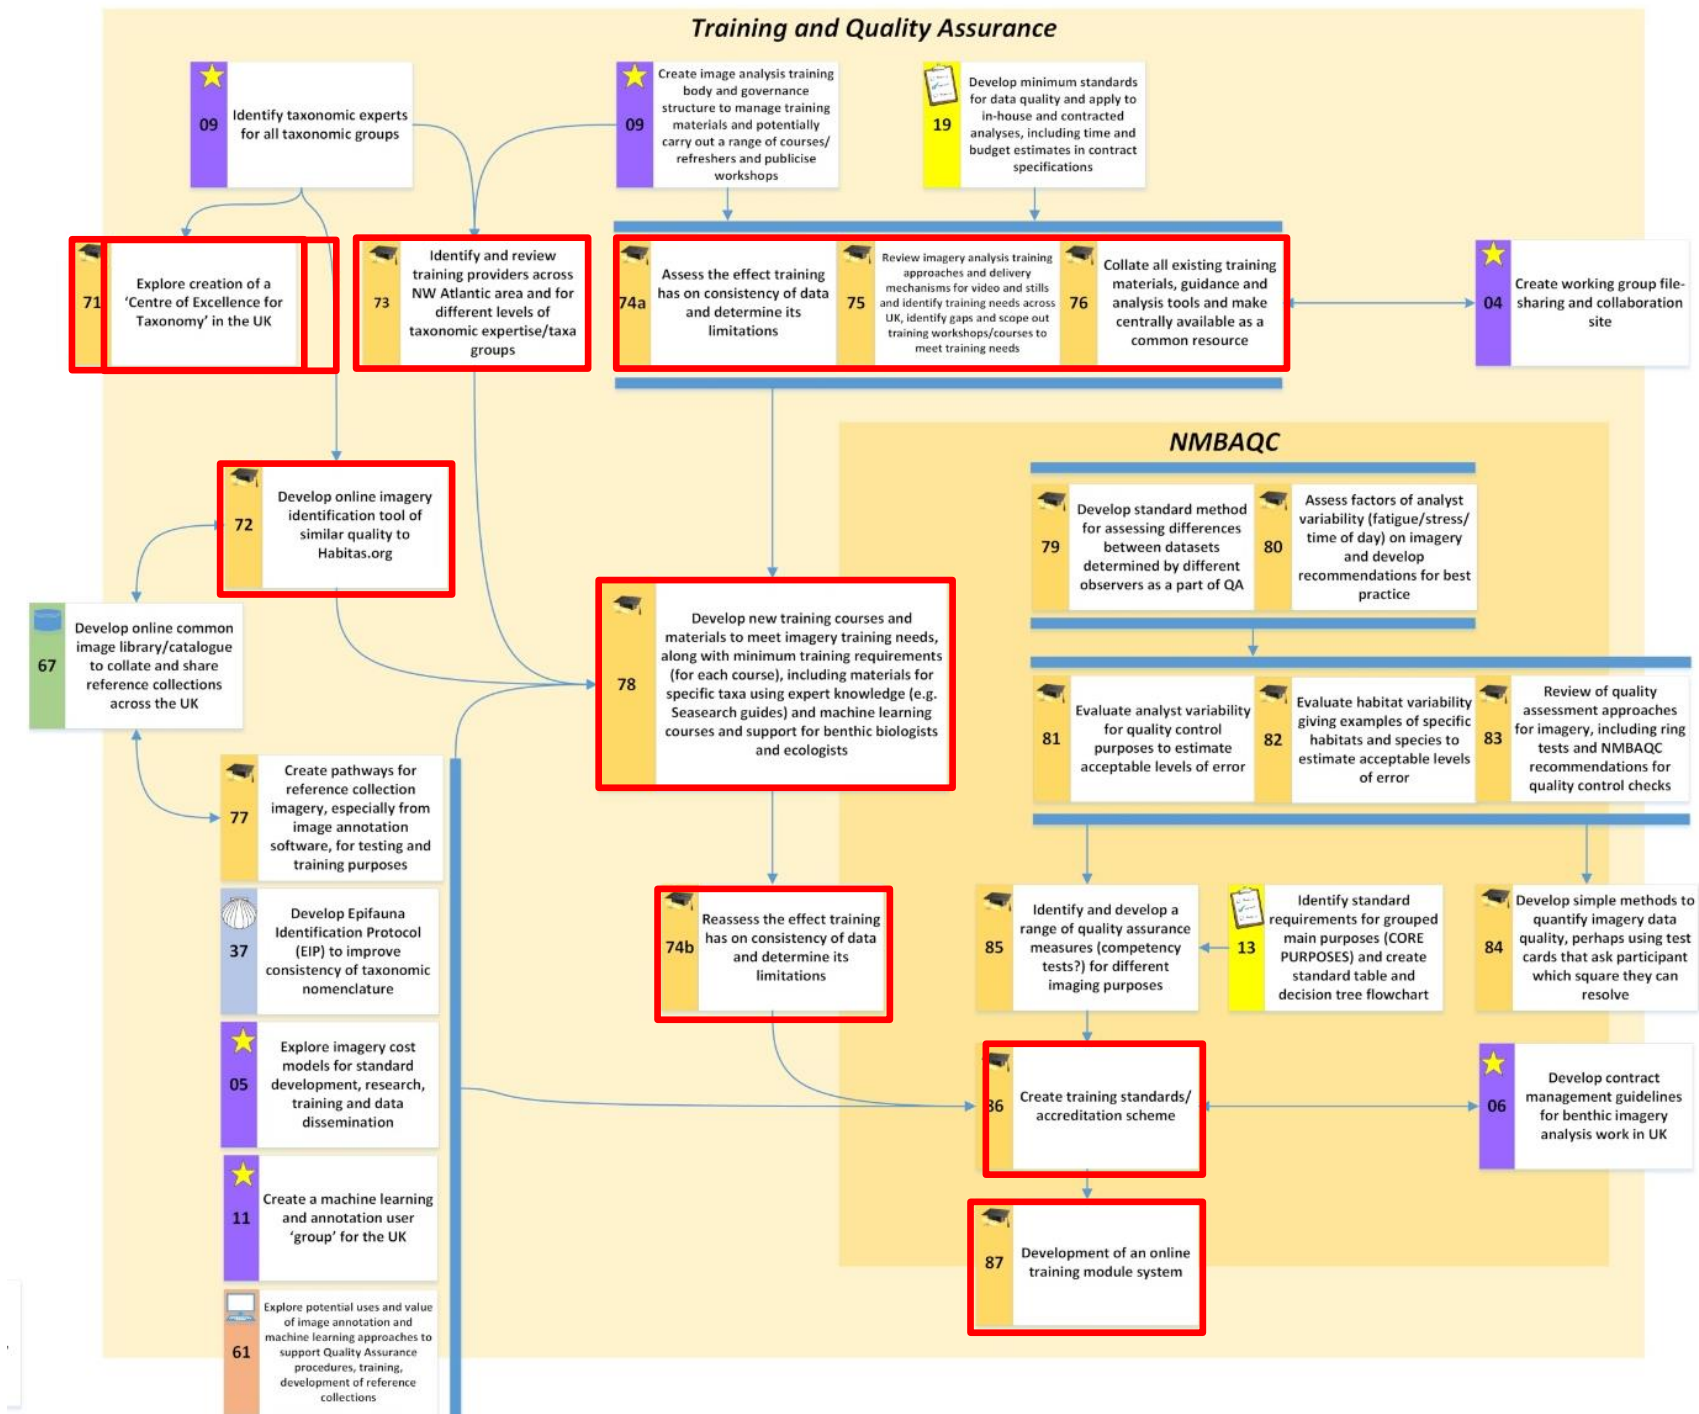 Training and Quality Assurance
09
Identify taxonomic experts
for all taxonomic groups
09
Create image analysis training
body and governance
structure to manage training
materials and potentially
carry out a range of courses/
refreshers and publicise
workshops
19
Develop minimum standards
for data quality and apply to
in-house and contracted
analyses, including time and
budget estimates in contract
specifications
71
Explore creation of a
‘Centre of Excellence for
Taxonomy’ in the UK
73
Identify and review
training providers across
NW Atlantic area and for
different levels of
taxonomic expertise/taxa
groups
74a
Assess the effect training
has on consistency of data
and determine its
limitations
75
Review imagery analysis training
approaches and delivery
mechanisms for video and stills
and identify training needs across
UK, identify gaps and scope out
training workshops/courses to
meet training needs
76
Collate all existing training
materials, guidance and
analysis tools and make
centrally available as a
common resource
04
Create working group file-
sharing and collaboration
site
NMBAQC
72
Develop online imagery
identification tool of
similar quality to
Habitas.org
79
Develop standard method
for assessing differences
between datasets
determined by different
observers as a part of QA
80
Assess factors of analyst
variability (fatigue/stress/
time of day) on imagery
and develop
recommendations for best
practice
67
Develop online common
image library/catalogue
to collate and share
reference collections
across the UK
78
Develop new training courses and
materials to meet imagery training needs,
along with minimum training requirements
(for each course), including materials for
specific taxa using expert knowledge (e.g.
Seasearch guides) and machine learning
courses and support for benthic biologists
and ecologists
81
Evaluate analyst variability
for quality control
purposes to estimate
acceptable levels of error
82
Evaluate habitat variability
giving examples of specific
habitats and species to
estimate acceptable levels
of error
83
Review of quality
assessment approaches
for imagery, including ring
tests and NMBAQC
recommendations for
quality control checks
77
Create pathways for
reference collection
imagery, especially from
image annotation
software, for testing and
training purposes
37
Develop Epifauna
Identification Protocol
(EIP) to improve
consistency of taxonomic
nomenclature
74b
Reassess the effect training
has on consistency of data
and determine its
limitations
85
Identify and develop a
range of quality assurance
measures (competency
tests?) for different
imaging purposes
13
Identify standard
requirements for grouped
main purposes (CORE
PURPOSES) and create
standard table and
decision tree flowchart
84
Develop simple methods to
quantify imagery data
quality, perhaps using test
cards that ask participant
which square they can
resolve
05
Explore imagery cost
models for standard
development, research,
training and data
dissemination
86
Create training standards/
accreditation scheme
06
Develop contract
management guidelines
for benthic imagery
analysis work in UK
11
Create a machine learning
and annotation user
‘group’ for the UK
87
Development of an online
training module system
61
Explore potential uses and value
of image annotation and
machine learning approaches to
support Quality Assurance
procedures, training,
development of reference
collections